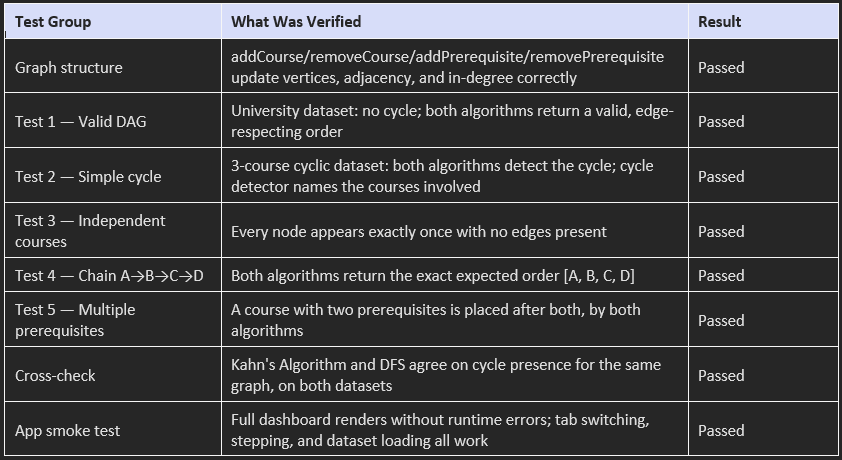 Test Group What Was Verified Result
addCourse/removeCourse/addPrerequisite/removePrerequisite
Graph structure Passed
update vertices, adjacency, and in-degree correctly
University dataset: no cycle; both algorithms return a valid, edge-
Test 1 — Valid DAG Passed
respecting order
3-course cyclic dataset: both algorithms detect the cycle; cycle
Test 2 — Simple cycle Passed
detector names the courses involved
Test 3 — Independent
courses
Every node appears exactly once with no edges present Passed
Test 4 — Chain A→B→C→D Both algorithms return the exact expected order [A, B, C, D] Passed
Test 5 — Multiple
prerequisites
A course with two prerequisites is placed after both, by both
algorithms
Passed
Cross-check
Kahn's Algorithm and DFS agree on cycle presence for the same
graph, on both datasets
Passed
App smoke test
Full dashboard renders without runtime errors; tab switching,
stepping, and dataset loading all work
Passed